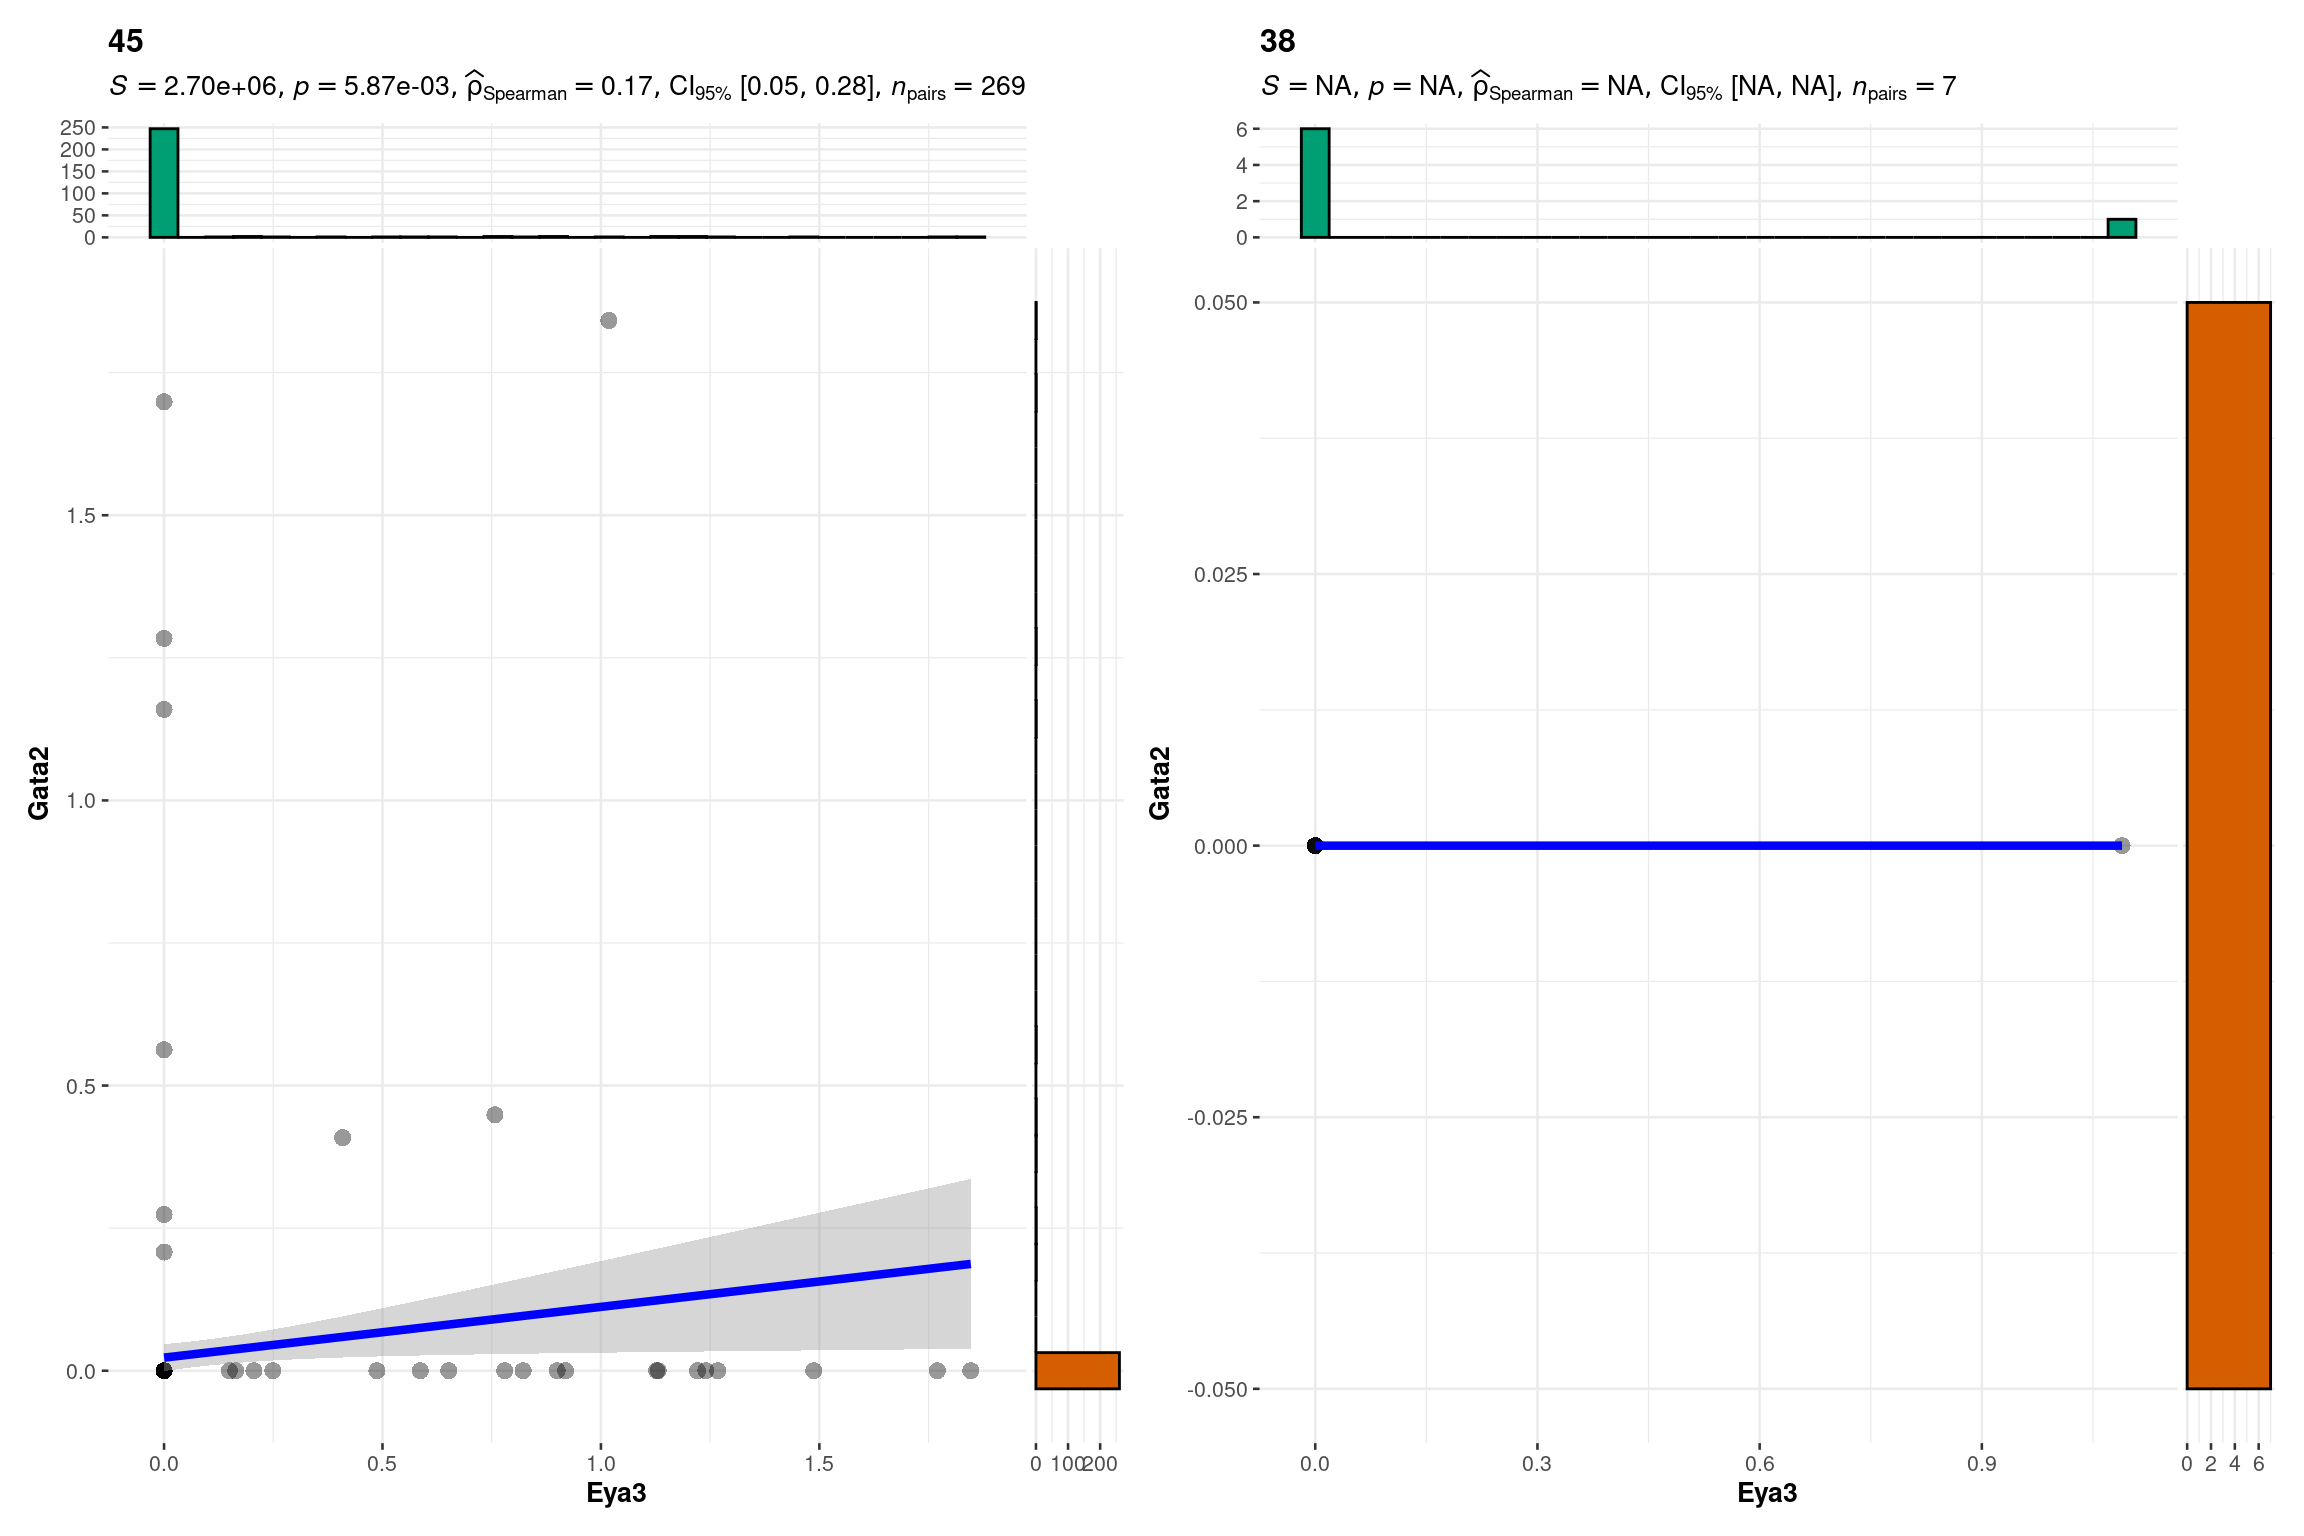 45
S = 2.70e+06, p = 5.87e-03, ρ̂Spearman = 0.17, CI95% [0.05, 0.28], npairs = 269
250
200
150
100
50
0
1.5
1.0
0.5
0.0
Gata2
0.0 0.5 1.0 1.5
0 100 200
Eya3
38
S = NA, p = NA, ρ̂Spearman = NA, CI95% [NA, NA], npairs = 7
6
4
2
0
0.050
0.025
0.000
-0.025
-0.050
Gata2
0.0 0.3 0.6 0.9
0 2 4 6
Eya3